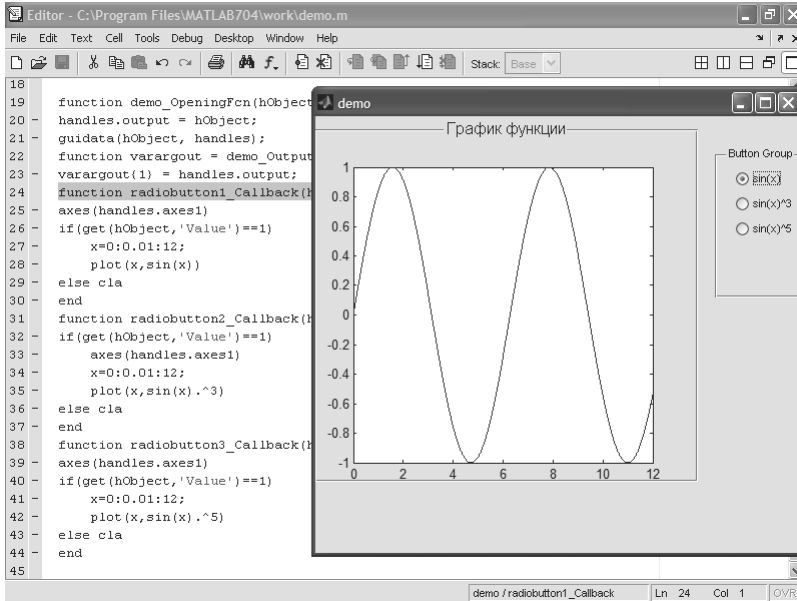 Editor - C:\Program Files\MATLAB704\work\demo.m
File Edit Text Cell Tools Debug Desktop Window Help
Stack: Base
18
19 function demo_OpeningFcn(hObject
20 - handles.output = hObject;
21 - guidata(hObject, handles);
22 function varargout = demo_Output
23 - varargout{1} = handles.output;
24 function radiobutton1_Callback(h
25 - axes(handles.axes1)
26 - if(get(hObject,'Value')==1)
27 - x=0:0.01:12;
28 - plot(x,sin(x))
29 - else cla
30 - end
31 function radiobutton2_Callback(h
32 - if(get(hObject,'Value')==1)
33 - axes(handles.axes1)
34 - x=0:0.01:12;
35 - plot(x,sin(x).^3)
36 - else cla
37 - end
38 function radiobutton3_Callback(h
39 - axes(handles.axes1)
40 - if(get(hObject,'Value')==1)
41 - x=0:0.01:12;
42 - plot(x,sin(x).^5)
43 - else cla
44 - end
45
demo
График функции
1
0.8
0.6
0.4
0.2
0
-0.2
-0.4
-0.6
-0.8
-1
0 2 4 6 8 10 12
Button Group
sin(x)
sin(x)^3
sin(x)^5
demo / radiobutton1_Callback Ln 24 Col 1 OVR